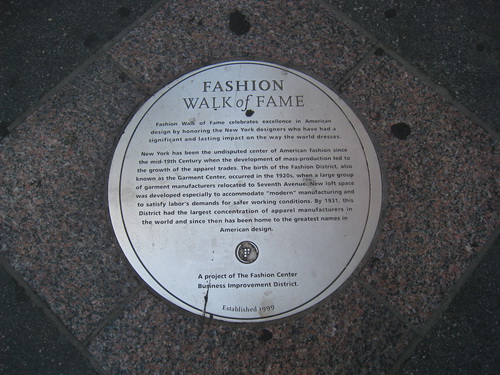 FASHION
WALK of FAME
Fashion Walk of Fame celebrates excellence in American
design by honoring the New York designers who have had a
significant and lasting impact on the way the world dresses.
New York has been the undisputed center of American fashion since
the mid-19th Century when the development of mass-production led to
the growth of the apparel trades. The birth of the Fashion District, also
known as the Garment Center, occurred in the 1920s, when a large group
of garment manufacturers relocated to Seventh Avenue. New loft space
was developed especially to accommodate "modern" manufacturing and
to satisfy labor's demands for safer working conditions. By 1931, this
District had the largest concentration of apparel manufacturers in
the world and since then has been home to the greatest names in
American design.
A project of The Fashion Center
Business Improvement District.
Established 1999